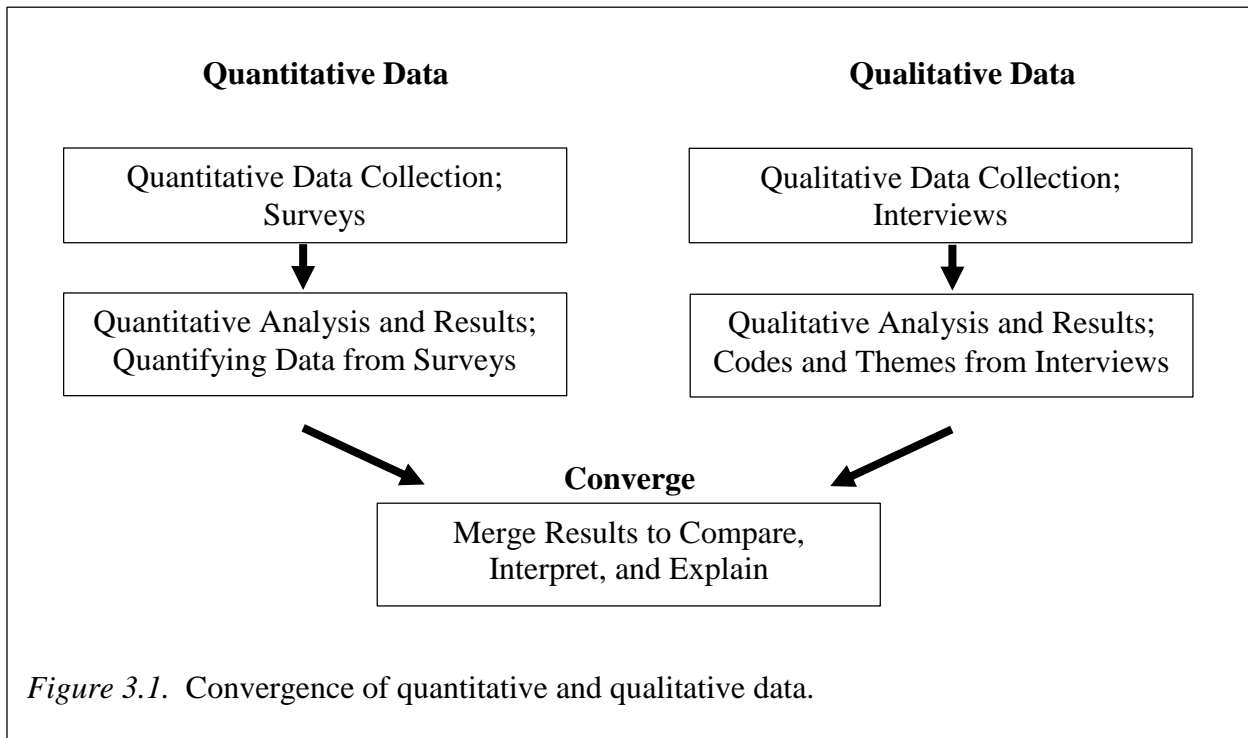 Quantitative Data
Qualitative Data
Quantitative Data Collection;
Surveys
Qualitative Data Collection;
Interviews
Quantitative Analysis and Results;
Quantifying Data from Surveys
Qualitative Analysis and Results;
Codes and Themes from Interviews
Converge
Merge Results to Compare,
Interpret, and Explain
Figure 3.1. Convergence of quantitative and qualitative data.